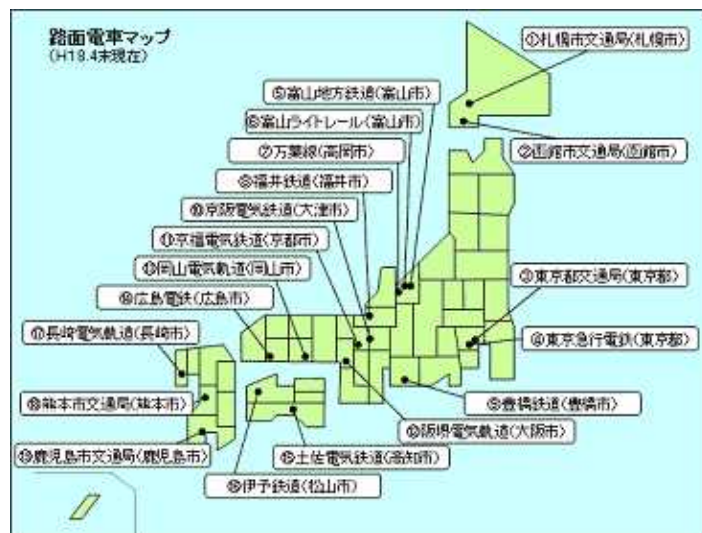 路面電車マップ
(H19.4末現在)
①札幌市交通局(札幌市)
⑤富山地方鉄道(富山市)
⑥富山ライトレール(富山市)
②函館市交通局(函館市)
⑦万葉線(高岡市)
⑧福井鉄道(福井市)
⑩京阪電気鉄道(大津市)
⑪京福電気鉄道(京都市)
⑬岡山電気軌道(岡山市)
③東京都交通局(東京都)
⑭広島電鉄(広島市)
⑰長崎電気軌道(長崎市)
④東京急行電鉄(東京都)
⑱熊本市交通局(熊本市)
⑨豊橋鉄道(豊橋市)
⑫阪堺電気軌道(大阪市)
⑲鹿児島市交通局(鹿児島市)
⑮土佐電気鉄道(高知市)
⑯伊予鉄道(松山市)